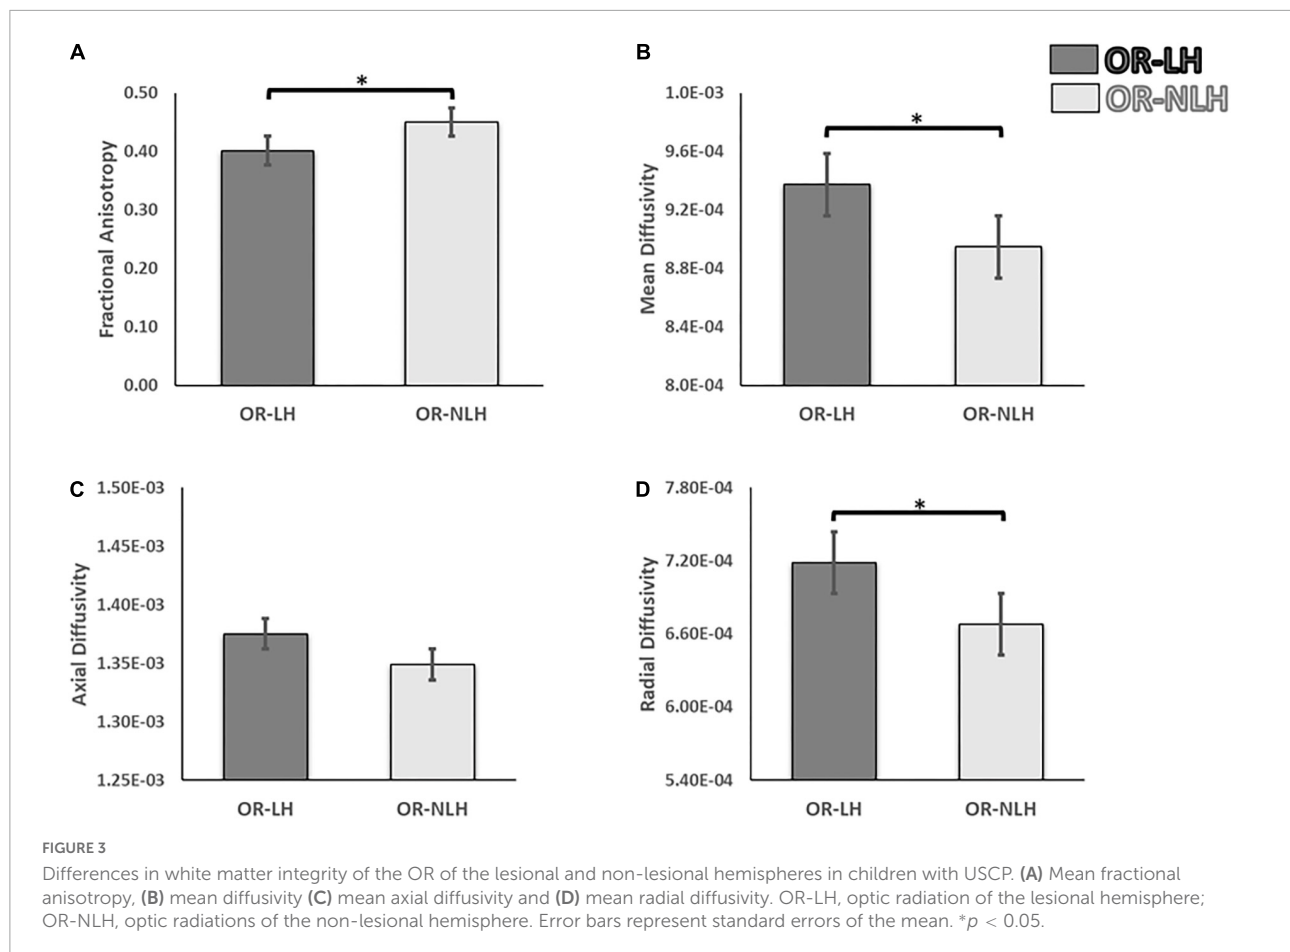 A
B
OR-LH
OR-NLH
Fractional Anisotropy
0.50
0.40
0.30
0.20
0.10
0.00
*
OR-LH OR-NLH
Mean Diffusivity
1.0E-03
9.6E-04
9.2E-04
8.8E-04
8.4E-04
8.0E-04
*
OR-LH OR-NLH
C
Axial Diffusivity
1.50E-03
1.45E-03
1.40E-03
1.35E-03
1.30E-03
1.25E-03
OR-LH OR-NLH
D
Radial Diffusivity
7.80E-04
7.20E-04
6.60E-04
6.00E-04
5.40E-04
*
OR-LH OR-NLH
FIGURE 3
Differences in white matter integrity of the OR of the lesional and non-lesional hemispheres in children with USCP. (A) Mean fractional
anisotropy, (B) mean diffusivity (C) mean axial diffusivity and (D) mean radial diffusivity. OR-LH, optic radiation of the lesional hemisphere;
OR-NLH, optic radiations of the non-lesional hemisphere. Error bars represent standard errors of the mean. *p < 0.05.